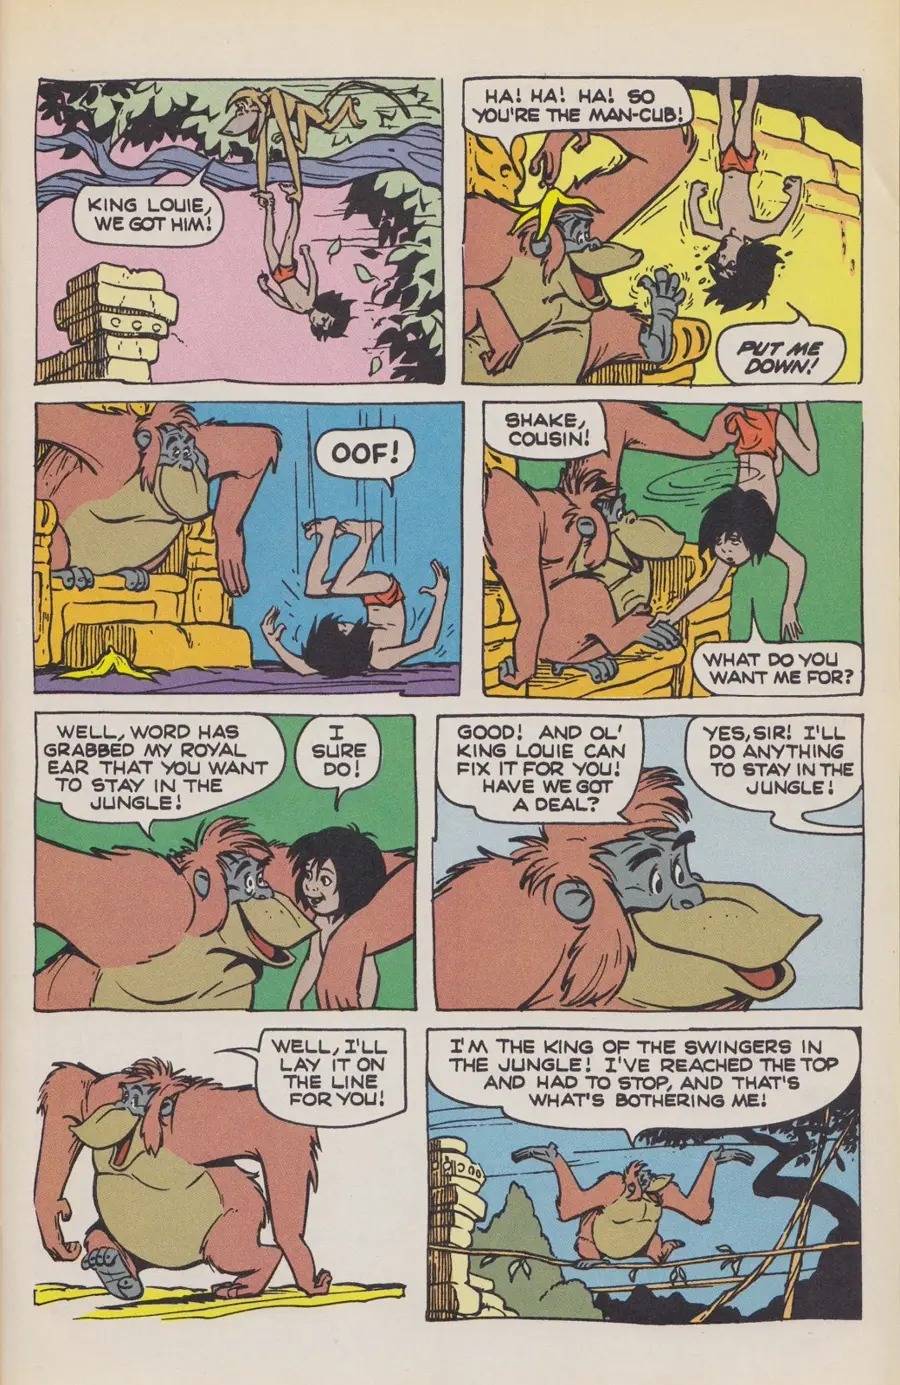 KING LOUIE,
WE GOT HIM!
HA! HA! HA! SO
YOU'RE THE MAN-CUB!
PUT ME
DOWN!
OOF!
SHAKE,
COUSIN!
WHAT DO YOU
WANT ME FOR?
WELL, WORD HAS
GRABBED MY ROYAL
EAR THAT YOU WANT
TO STAY IN THE
JUNGLE!
I
SURE
DO!
GOOD! AND OL'
KING LOUIE CAN
FIX IT FOR YOU!
HAVE WE GOT
A DEAL?
YES, SIR! I'LL
DO ANYTHING
TO STAY IN THE
JUNGLE!
WELL, I'LL
LAY IT ON
THE LINE
FOR YOU!
I'M THE KING OF THE SWINGERS IN
THE JUNGLE! I'VE REACHED THE TOP
AND HAD TO STOP, AND THAT'S
WHAT'S BOTHERING ME!